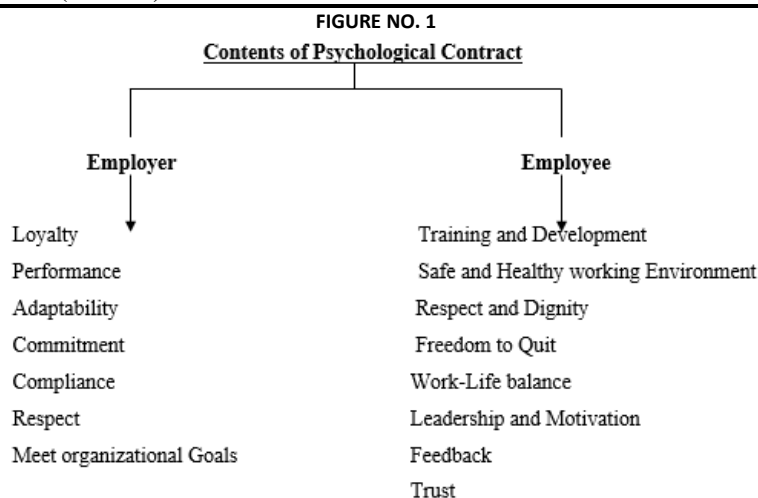 FIGURE NO. 1
Contents of Psychological Contract
Employer
Employee
Loyalty
Performance
Adaptability
Commitment
Compliance
Respect
Meet organizational Goals
Training and Development
Safe and Healthy working Environment
Respect and Dignity
Freedom to Quit
Work-Life balance
Leadership and Motivation
Feedback
Trust